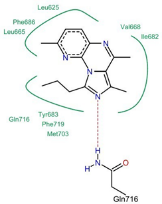 Leu625
Phe686
Leu665
Val668
Ile682
N
N
N
N
Gln716
Tyr683
Phe719
Met703
H
H
N
O
Gln716